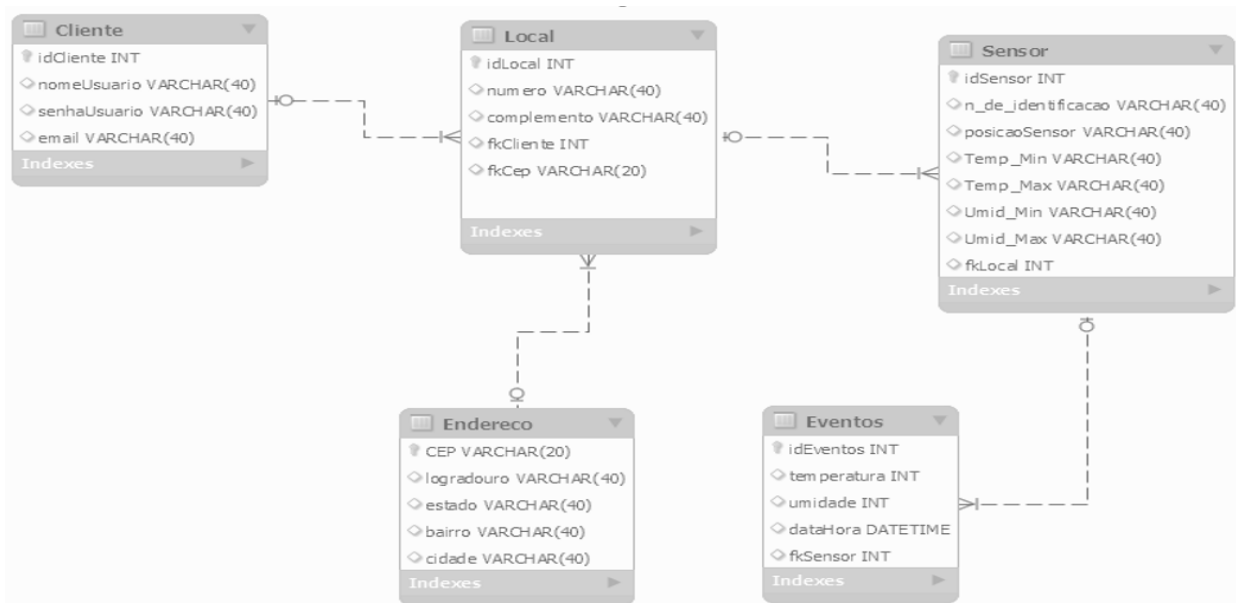 Cliente
idCliente INT
nomeUsuario VARCHAR(40)
senhaUsuario VARCHAR(40)
email VARCHAR(40)
Indexes
Local
idLocal INT
numero VARCHAR(40)
complemento VARCHAR(40)
fkCliente INT
fkCep VARCHAR(20)
Indexes
Sensor
idSensor INT
n_de_identificacao VARCHAR(40)
posicaoSensor VARCHAR(40)
Temp_Min VARCHAR(40)
Temp_Max VARCHAR(40)
Umid_Min VARCHAR(40)
Umid_Max VARCHAR(40)
fkLocal INT
Indexes
Endereco
CEP VARCHAR(20)
logradouro VARCHAR(40)
estado VARCHAR(40)
bairro VARCHAR(40)
cidade VARCHAR(40)
Indexes
Eventos
idEventos INT
temperatura INT
umidade INT
dataHora DATETIME
fkSensor INT
Indexes